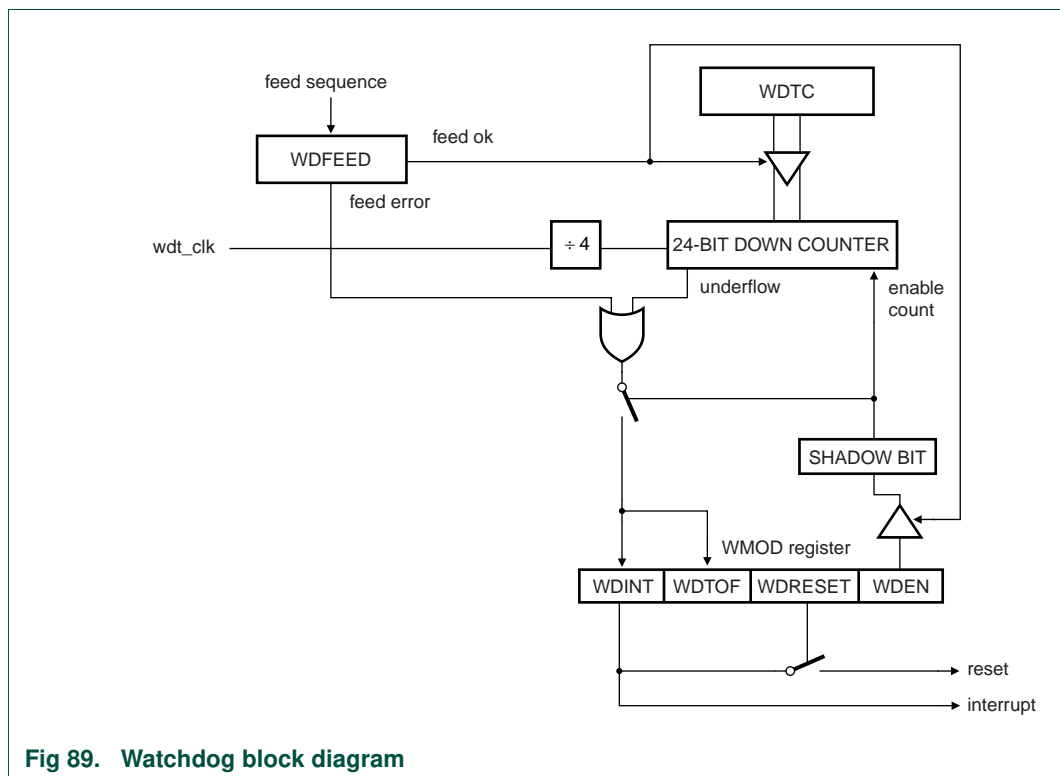 feed sequence
WDTC
feed ok
WDFEED
feed error
wdt_clk
÷ 4
24-BIT DOWN COUNTER
underflow
enable
count
SHADOW BIT
WMOD register
WDINT WDTOF WDRESET WDEN
reset
interrupt
Fig 89. Watchdog block diagram